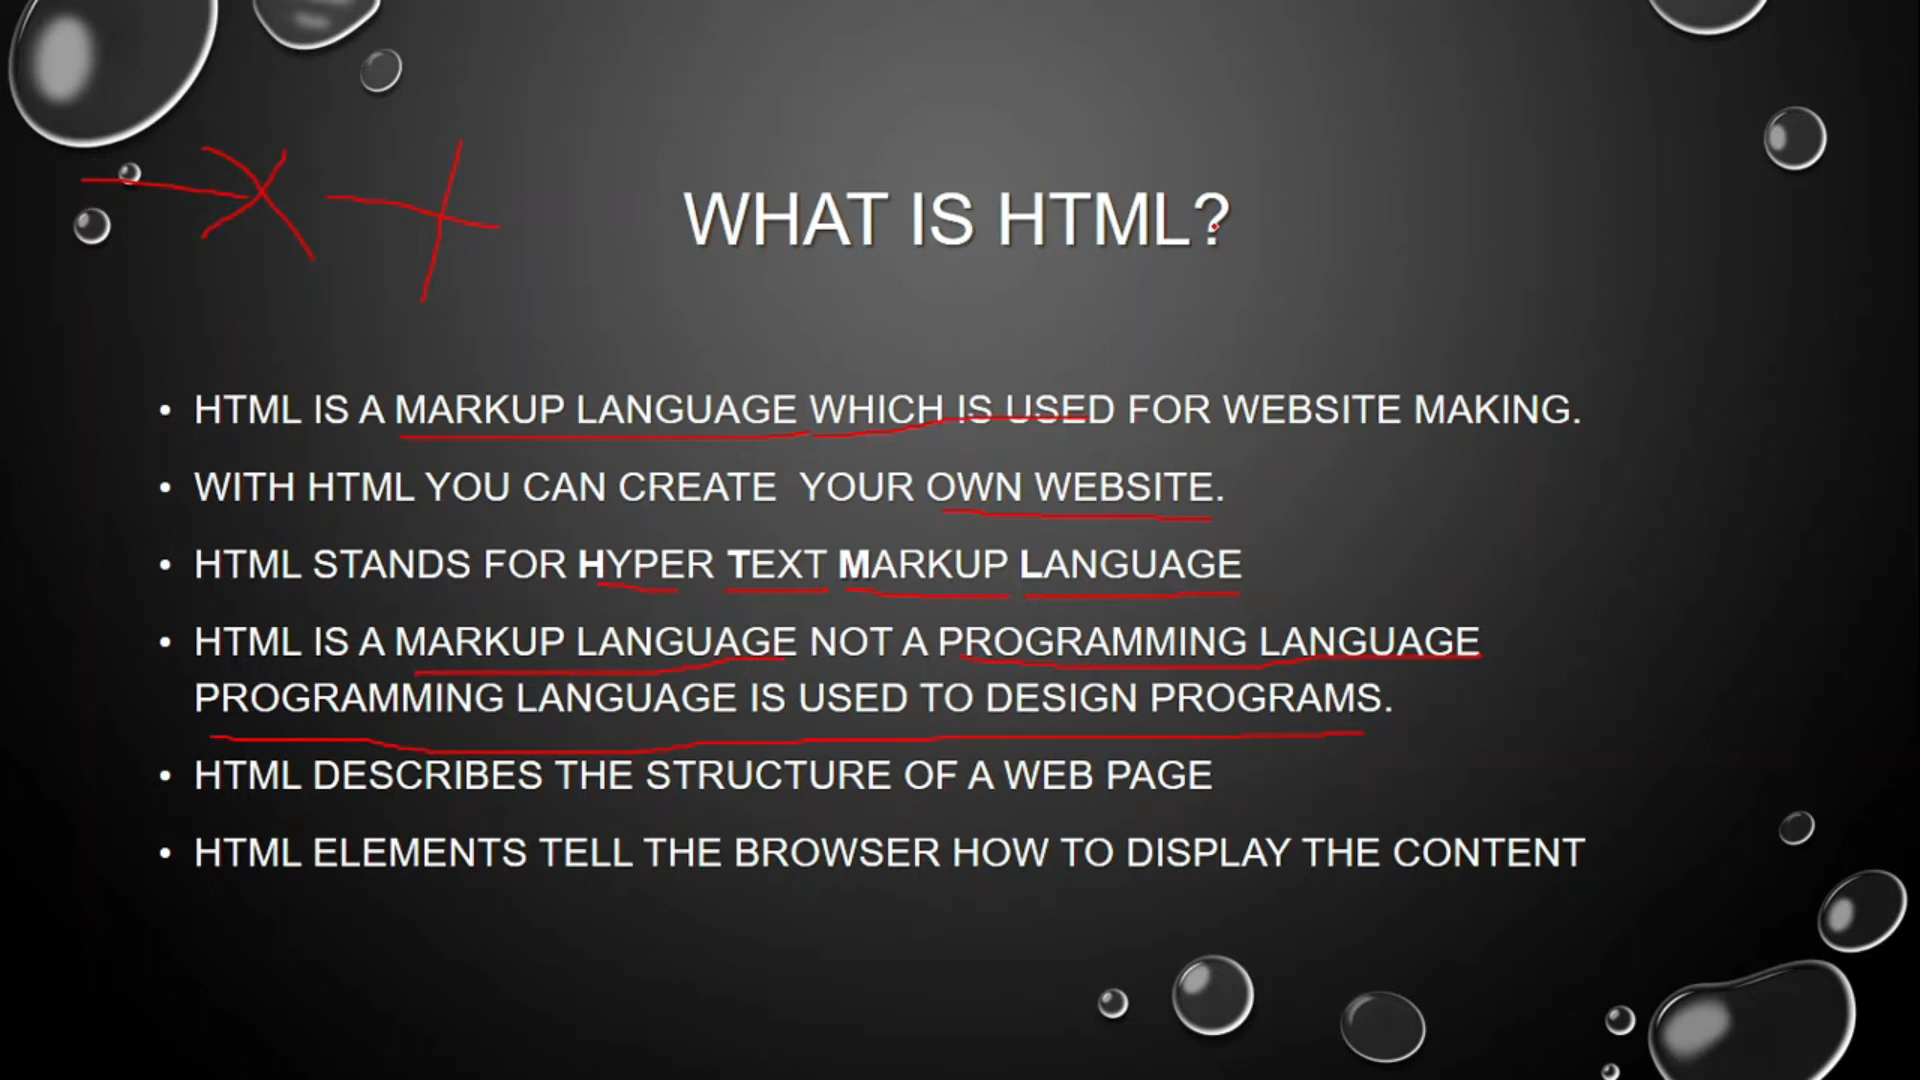 WHAT IS HTML?
• HTML IS A MARKUP LANGUAGE WHICH IS USED FOR WEBSITE MAKING.
• WITH HTML YOU CAN CREATE YOUR OWN WEBSITE.
• HTML STANDS FOR HYPER TEXT MARKUP LANGUAGE
• HTML IS A MARKUP LANGUAGE NOT A PROGRAMMING LANGUAGE
PROGRAMMING LANGUAGE IS USED TO DESIGN PROGRAMS.
• HTML DESCRIBES THE STRUCTURE OF A WEB PAGE
• HTML ELEMENTS TELL THE BROWSER HOW TO DISPLAY THE CONTENT